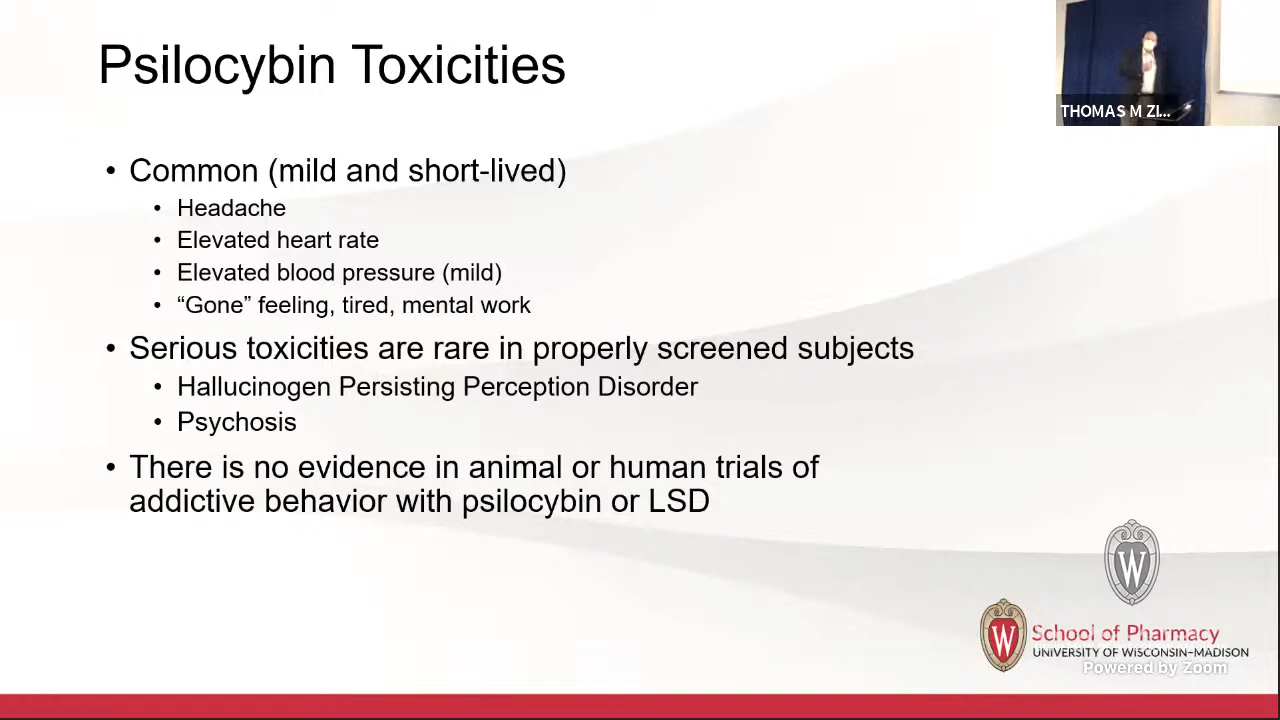 Psilocybin Toxicities
THOMAS M ZI...
• Common (mild and short-lived)
• Headache
• Elevated heart rate
• Elevated blood pressure (mild)
• “Gone” feeling, tired, mental work
• Serious toxicities are rare in properly screened subjects
• Hallucinogen Persisting Perception Disorder
• Psychosis
• There is no evidence in animal or human trials of
addictive behavior with psilocybin or LSD
W
W
School of Pharmacy
UNIVERSITY OF WISCONSIN–MADISON
Powered by Zoom